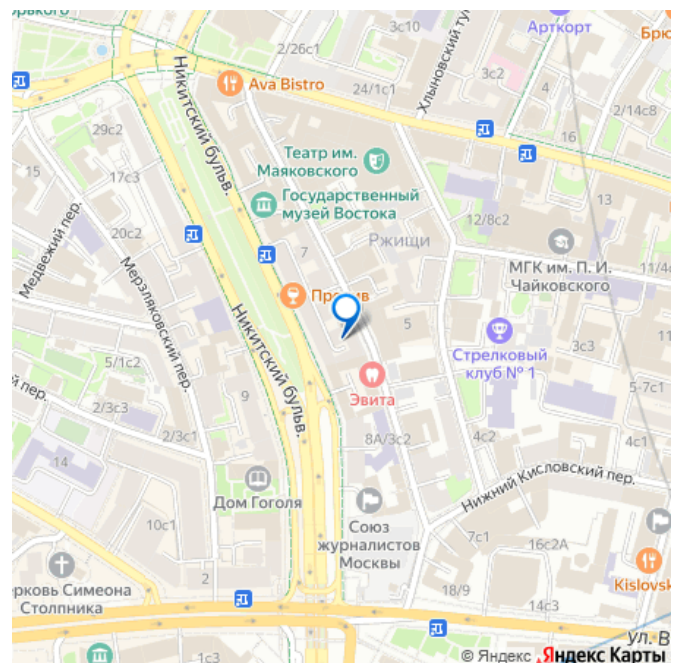 орького
2/26с1
3с10
Арткорт
Брю
Хлыновский ту
3с2
Ava Bistro
24/1с1
2/14с8
Никитский бульв.
29с2
16
4
15
17с3
Театр им.
Маяковского
Государственный
музей Востока
13
12/8с2
Медвежий пер.
20с2
7
Ржищи
МГК им. П. И.
Чайковского
11/4
Мерзляковский пер.
Никитский бульв.
5
Стрелковый
клуб № 1
3с3
5/1с2
Эвита
5-7с1
й пер.
2/3с3
9
8А/3с2
4с2
4с1
2/3с1
14
Нижний Кисловский пер.
Дом Гоголя
10с1
Союз
журналистов
Москвы
7с1
16с2А
ерковь Симеона
Столпника
2
18/9
14с3
Kislovsk
1с3
ул. В
© Яндекс Яндекс Карты